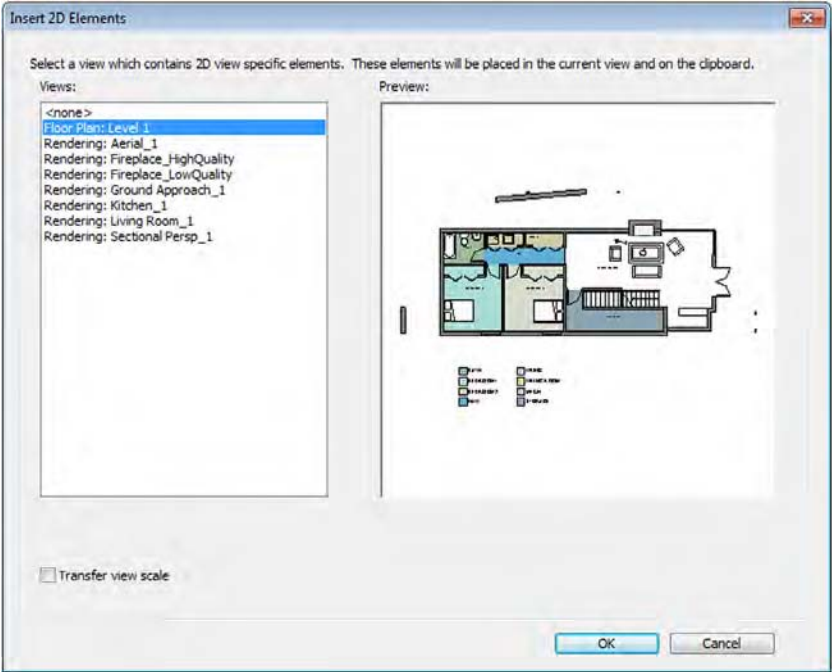 Insert 2D Elements
Select a view which contains 2D view specific elements. These elements will be placed in the current view and on the clipboard.
Views:
Preview:
<none>
Floor Plan: Level 1
Rendering: Aerial_1
Rendering: Fireplace_HighQuality
Rendering: Fireplace_LowQuality
Rendering: Ground Approach_1
Rendering: Kitchen_1
Rendering: Living Room_1
Rendering: Sectional Persp_1
Transfer view scale
OK
Cancel